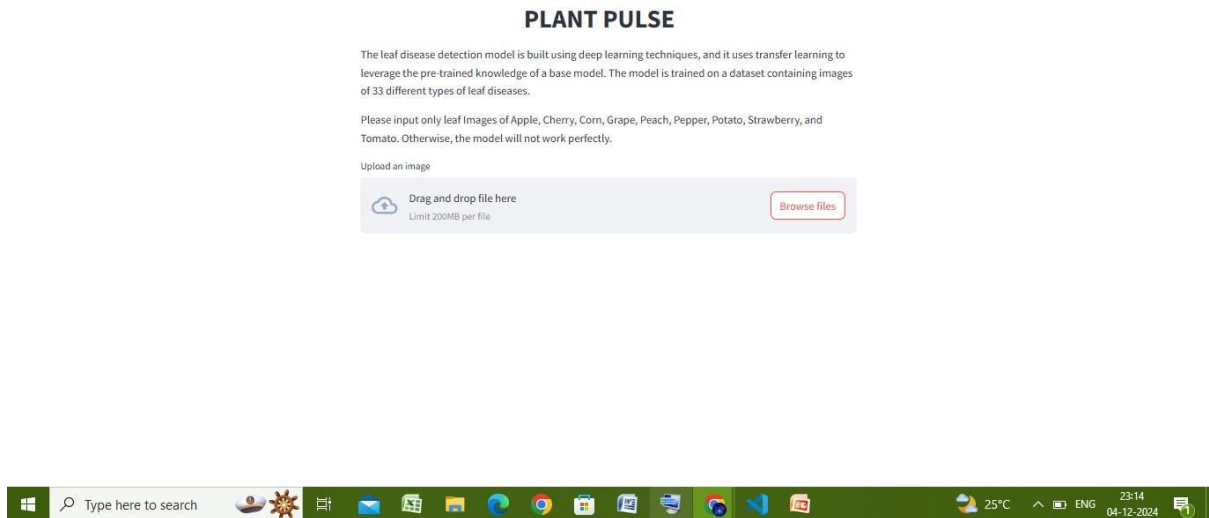 PLANT PULSE
The leaf disease detection model is built using deep learning techniques, and it uses transfer learning to
leverage the pre-trained knowledge of a base model. The model is trained on a dataset containing images
of 33 different types of leaf diseases.
Please input only leaf Images of Apple, Cherry, Corn, Grape, Peach, Pepper, Potato, Strawberry, and
Tomato. Otherwise, the model will not work perfectly.
Upload an image
Drag and drop file here
Limit 200MB per file
Browse files
Type here to search
25°C
ENG
23:14
04-12-2024
1